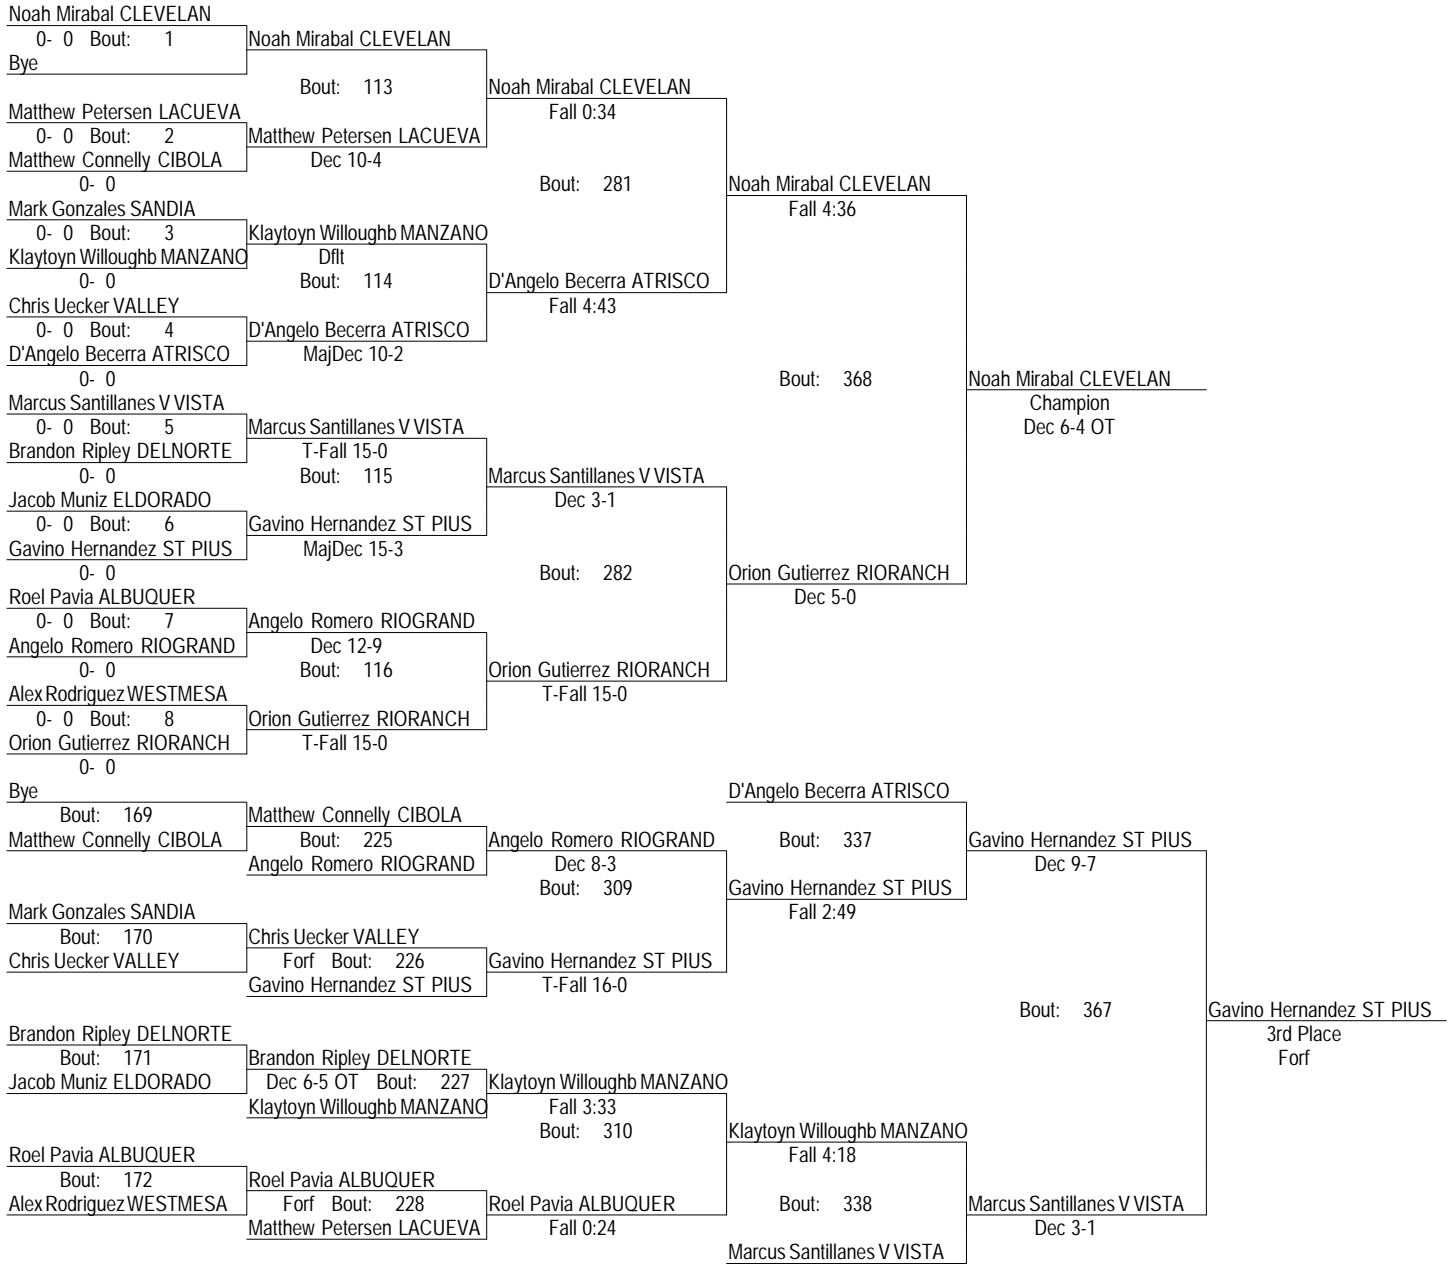 Noah Mirabal CLEVELAN
0- 0 Bout: 1 Noah Mirabal CLEVELAN
Bye
Bout: 113 Noah Mirabal CLEVELAN
Matthew Petersen LACUEVA Fall 0:34
0- 0 Bout: 2 Matthew Petersen LACUEVA
Matthew Connelly CIBOLA Dec 10-4
0- 0 Bout: 281 Noah Mirabal CLEVELAN
Mark Gonzales SANDIA Fall 4:36
0- 0 Bout: 3 Klaytoyn Willoughb MANZANO
Klaytoyn Willoughb MANZANO Dflt
0- 0 Bout: 114 D'Angelo Becerra ATRISCO
Chris Uecker VALLEY Fall 4:43
0- 0 Bout: 4 D'Angelo Becerra ATRISCO
D'Angelo Becerra ATRISCO MajDec 10-2
0- 0 Bout: 368 Noah Mirabal CLEVELAN
Marcus Santillanes V VISTA Champion
0- 0 Bout: 5 Marcus Santillanes V VISTA Dec 6-4 OT
Brandon Ripley DELNORTE T-Fall 15-0
0- 0 Bout: 115 Marcus Santillanes V VISTA
Jacob Muniz ELDORADO Dec 3-1
0- 0 Bout: 6 Gavino Hernandez ST PIUS
Gavino Hernandez ST PIUS MajDec 15-3
0- 0 Bout: 282 Orion Gutierrez RIORANCH
Roel Pavia ALBUQUER Dec 5-0
0- 0 Bout: 7 Angelo Romero RIOGRAND
Angelo Romero RIOGRAND Dec 12-9
0- 0 Bout: 116 Orion Gutierrez RIORANCH
Alex Rodriguez WESTMESA T-Fall 15-0
0- 0 Bout: 8 Orion Gutierrez RIORANCH
Orion Gutierrez RIORANCH T-Fall 15-0
0- 0
Bye D'Angelo Becerra ATRISCO
Bout: 169 Matthew Connelly CIBOLA
Matthew Connelly CIBOLA Bout: 225 Angelo Romero RIOGRAND Bout: 337 Gavino Hernandez ST PIUS
Angelo Romero RIOGRAND Dec 8-3 Dec 9-7
Bout: 309 Gavino Hernandez ST PIUS
Mark Gonzales SANDIA Fall 2:49
Bout: 170 Chris Uecker VALLEY
Chris Uecker VALLEY Forf Bout: 226 Gavino Hernandez ST PIUS
Gavino Hernandez ST PIUS T-Fall 16-0
Bout: 367 Gavino Hernandez ST PIUS
Brandon Ripley DELNORTE 3rd Place
Bout: 171 Brandon Ripley DELNORTE Forf
Jacob Muniz ELDORADO Dec 6-5 OT Bout: 227 Klaytoyn Willoughb MANZANO
Klaytoyn Willoughb MANZANO Fall 3:33
Bout: 310 Klaytoyn Willoughb MANZANO
Roel Pavia ALBUQUER Fall 4:18
Bout: 172 Roel Pavia ALBUQUER
Alex Rodriguez WESTMESA Forf Bout: 228 Roel Pavia ALBUQUER Bout: 338 Marcus Santillanes V VISTA
Matthew Petersen LACUEVA Fall 0:24 Dec 3-1
Marcus Santillanes V VISTA